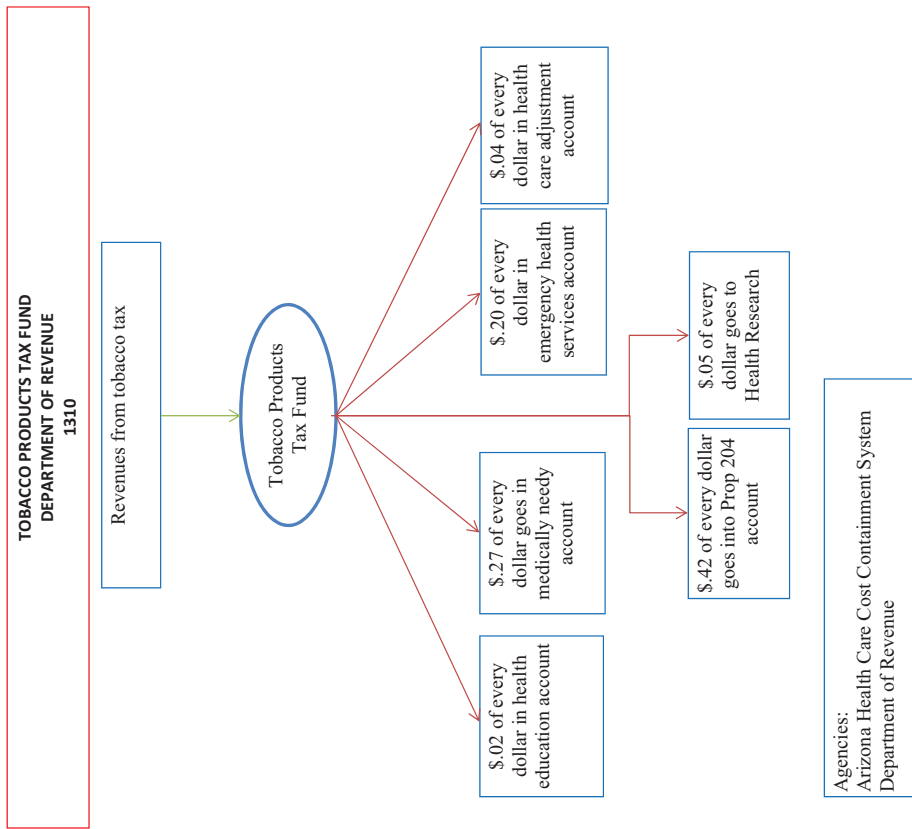 TOBACCO PRODUCTS TAX FUND
DEPARTMENT OF REVENUE
1310
Revenues from tobacco tax
Tobacco Products
Tax Fund
$.02 of every
dollar in health
education account
$.27 of every
dollar goes in
medically needy
account
$.20 of every
dollar in
emergency health
services account
$.04 of every
dollar in health
care adjustment
account
$.42 of every dollar
goes into Prop 204
account
$.05 of every
dollar goes to
Health Research
Agencies:
Arizona Health Care Cost Containment System
Department of Revenue